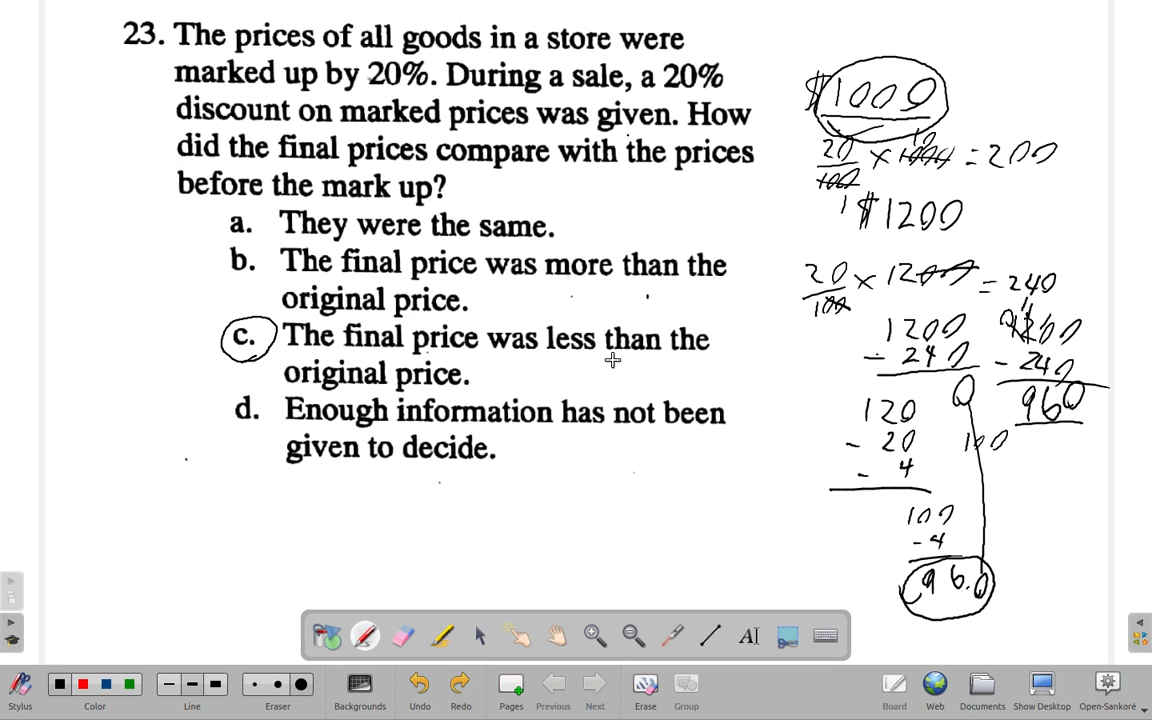 23. The prices of all goods in a store were
marked up by 20%. During a sale, a 20%
discount on marked prices was given. How
did the final prices compare with the prices
before the mark up?
a. They were the same.
b. The final price was more than the
original price.
c. The final price was less than the
original price.
d. Enough information has not been
given to decide.
$1000
20/100 × 1000 = 200
10
1
$1200
20/100 × 1200 = 240
1200
- 240
0
- 240
960
120
- 20
- 4
100
100
- 4
96.0
Stylus
Color
Line
Eraser
Backgrounds
Undo
Redo
Pages
Previous
Next
Erase
Group
Board
Web
Documents
Show Desktop
Open-Sankoré